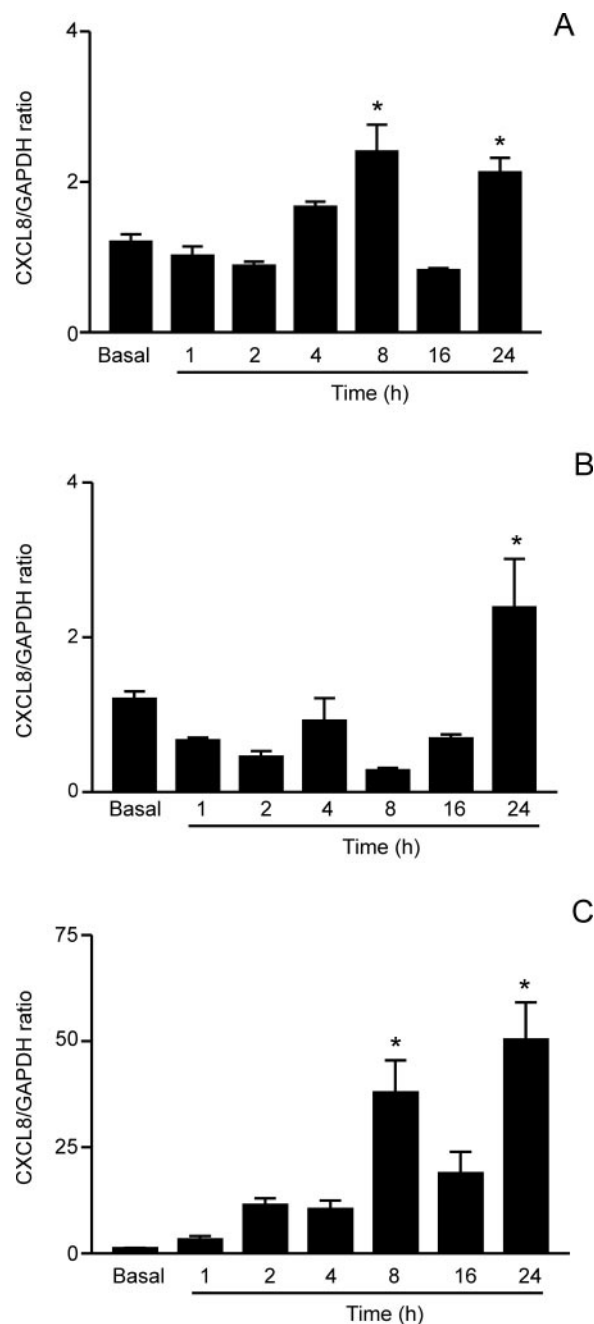 A
CXCL8/GAPDH ratio
4
2
0
*
*
Basal 1 2 4 8 16 24
Time (h)
B
CXCL8/GAPDH ratio
4
2
0
*
Basal 1 2 4 8 16 24
Time (h)
C
CXCL8/GAPDH ratio
75
50
25
0
*
*
Basal 1 2 4 8 16 24
Time (h)